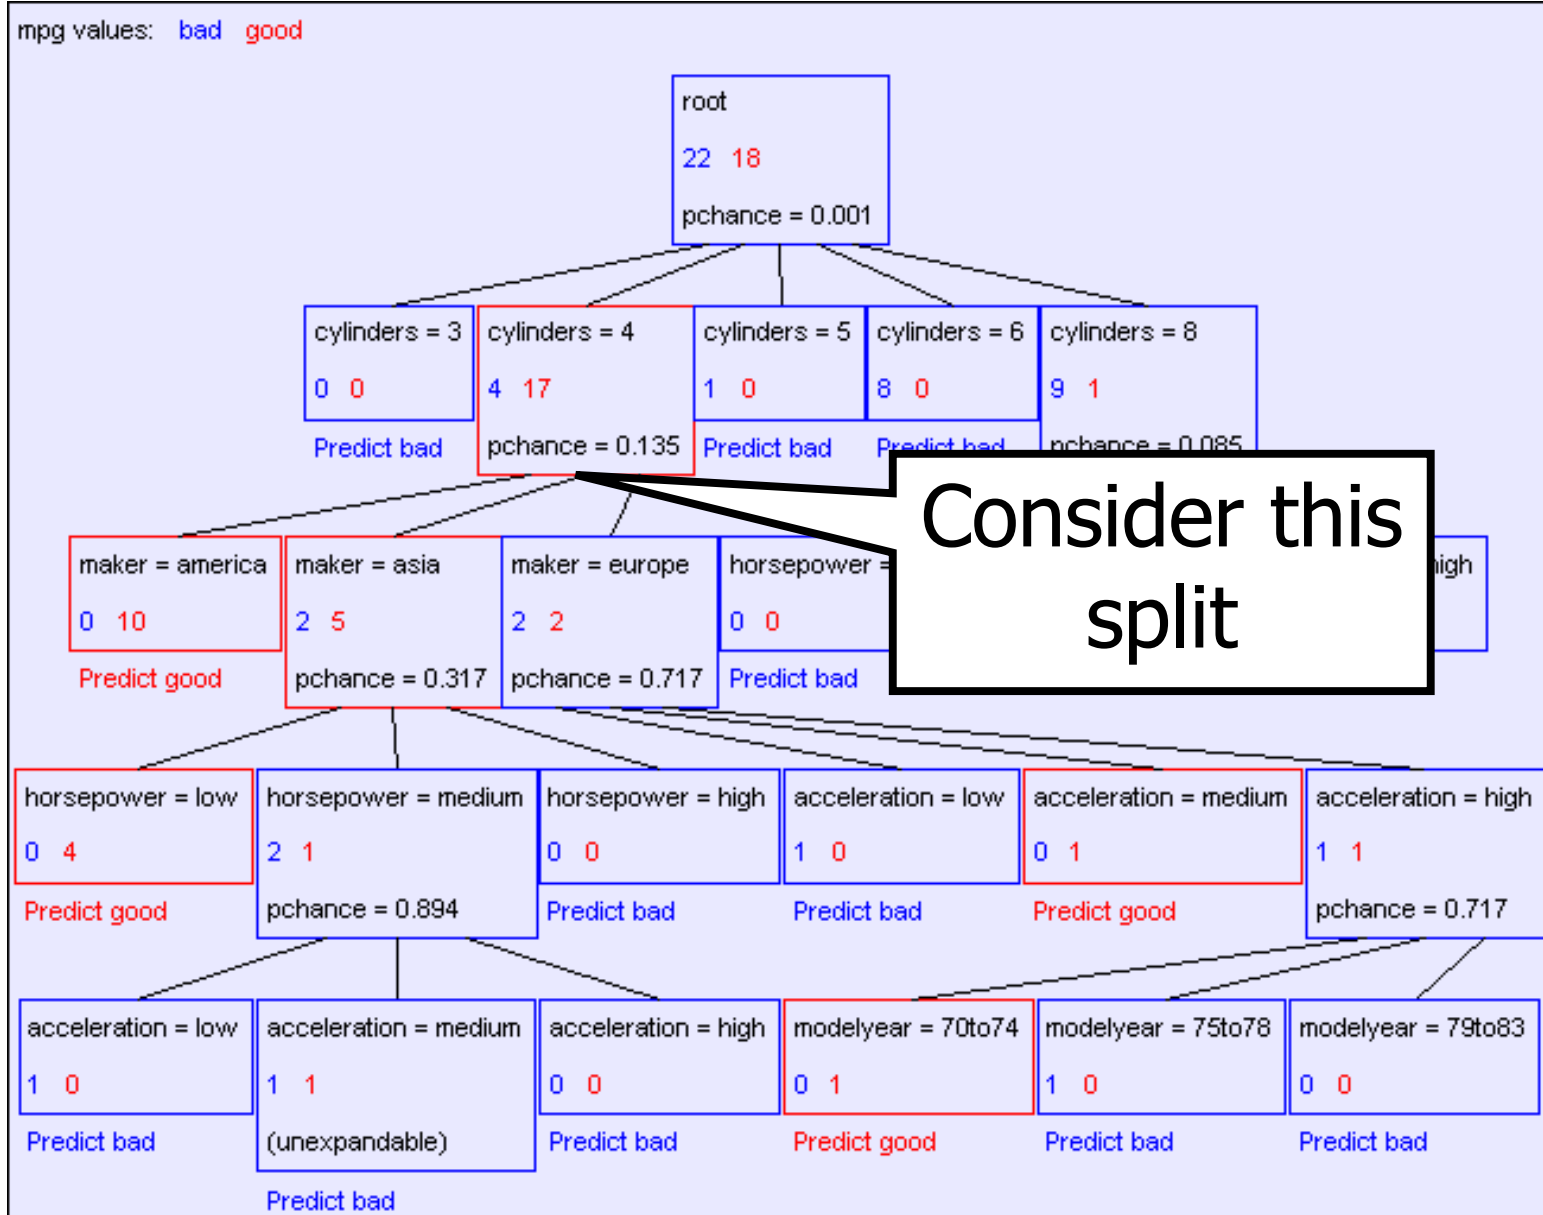 mpg values: bad good
root
22 18
pchance = 0.001
cylinders = 3 cylinders = 4 cylinders = 5 cylinders = 6 cylinders = 8
0 0 4 17 1 0 8 0 9 1
Predict bad pchance = 0.135 Predict bad Predict bad pchance = 0.085
Consider this
split
maker = america maker = asia maker = europe horsepower = high
0 10 2 5 2 2 0 0
Predict good pchance = 0.317 pchance = 0.717 Predict bad
horsepower = low horsepower = medium horsepower = high acceleration = low acceleration = medium acceleration = high
0 4 2 1 0 0 1 0 0 1 1 1
Predict good pchance = 0.894 Predict bad Predict bad Predict good pchance = 0.717
acceleration = low acceleration = medium acceleration = high modelyear = 70to74 modelyear = 75to78 modelyear = 79to83
1 0 1 1 0 0 0 1 1 0 0 0
Predict bad (unexpandable) Predict bad Predict good Predict bad Predict bad
Predict bad